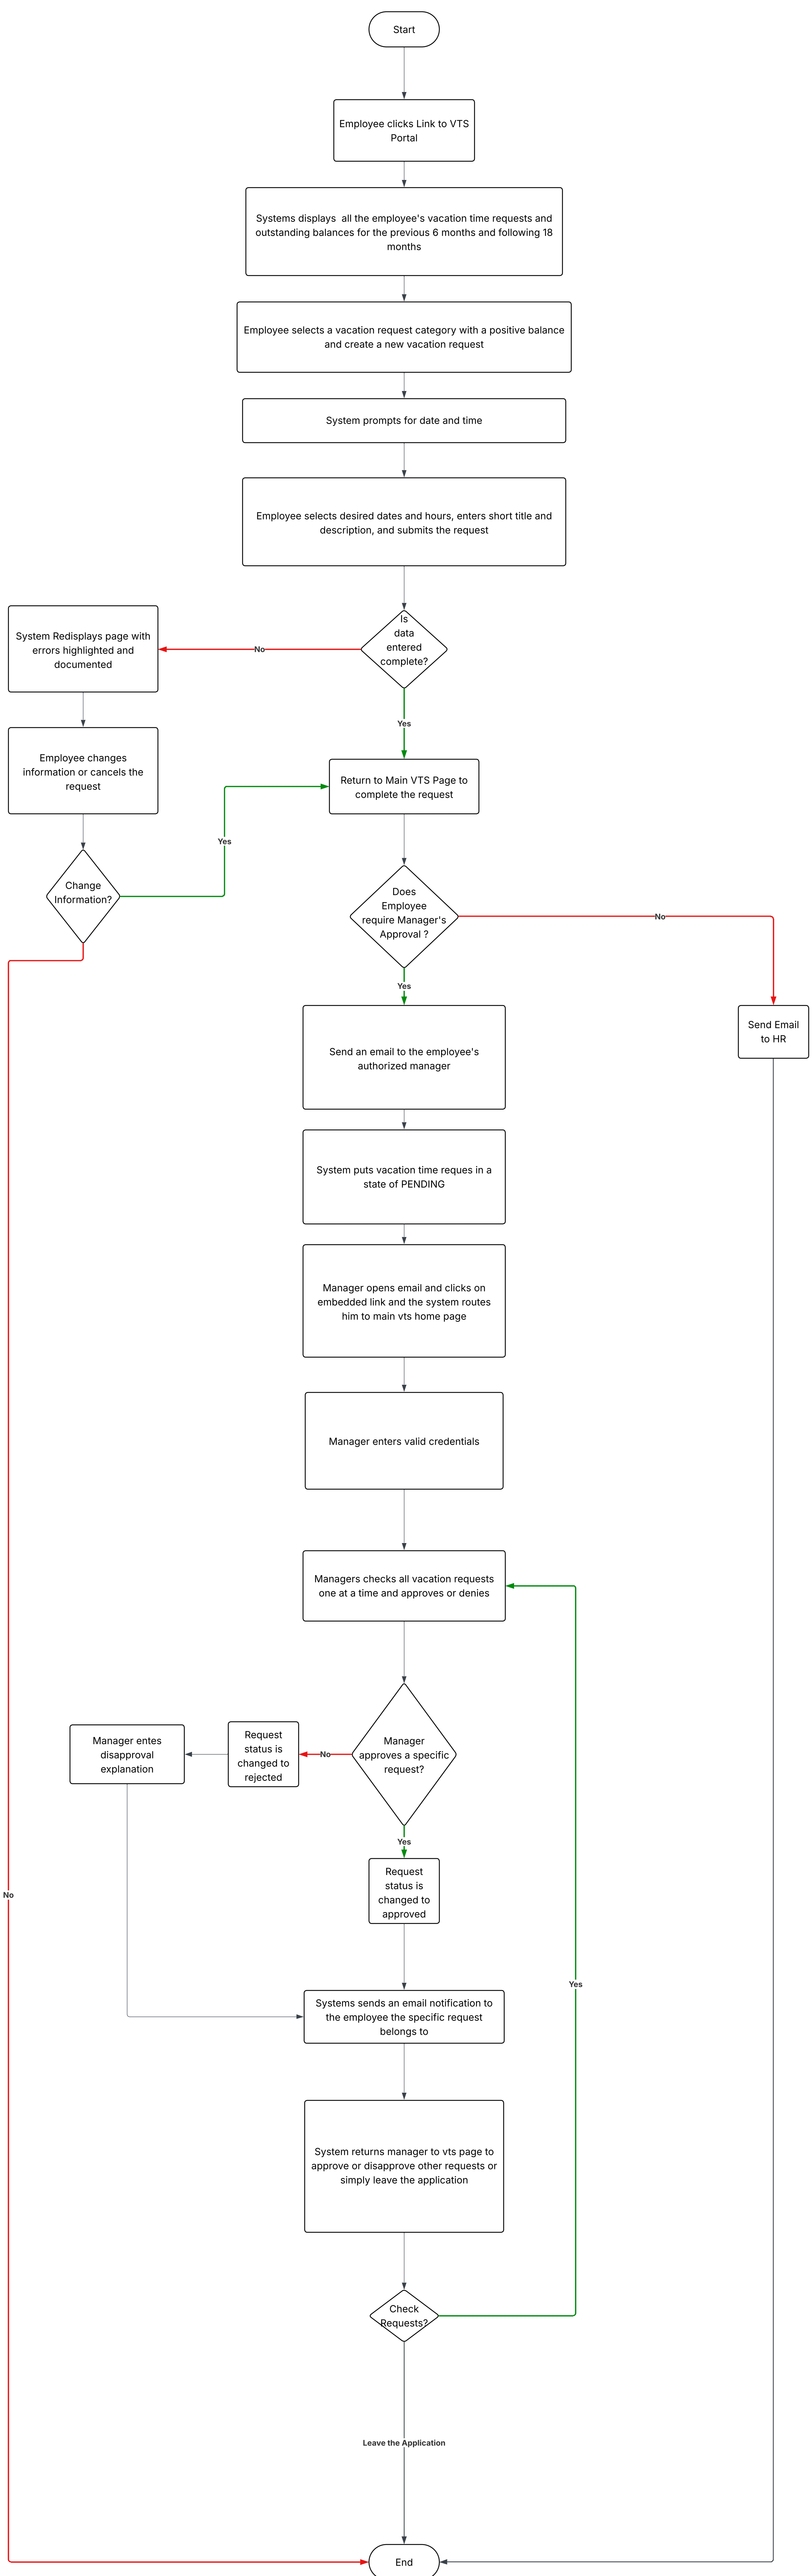 Start
Employee clicks Link to VTS
Portal
Systems displays  all the employee's vacation time requests and
outstanding balances for the previous 6 months and following 18
months
Employee selects a vacation request category with a positive balance
and create a new vacation request
System prompts for date and time
Employee selects desired dates and hours, enters short title and
description, and submits the request
Is
data
entered
complete?
No
System Redisplays page with
errors highlighted and
documented
Yes
Employee changes
information or cancels the
request
Return to Main VTS Page to
complete the request
Yes
Change
Information?
Does
Employee
require Manager's
Approval ?
No
Yes
Send Email
to HR
Send an email to the employee's
authorized manager
System puts vacation time reques in a
state of PENDING
Manager opens email and clicks on
embedded link and the system routes
him to main vts home page
Manager enters valid credentials
Managers checks all vacation requests
one at a time and approves or denies
Manager
approves a specific
request?
No
Request
status is
changed to
rejected
Manager entes
disapproval
explanation
Yes
Request
status is
changed to
approved
No
Yes
Systems sends an email notification to
the employee the specific request
belongs to
System returns manager to vts page to
approve or disapprove other requests or
simply leave the application
Check
Requests?
Leave the Application
End